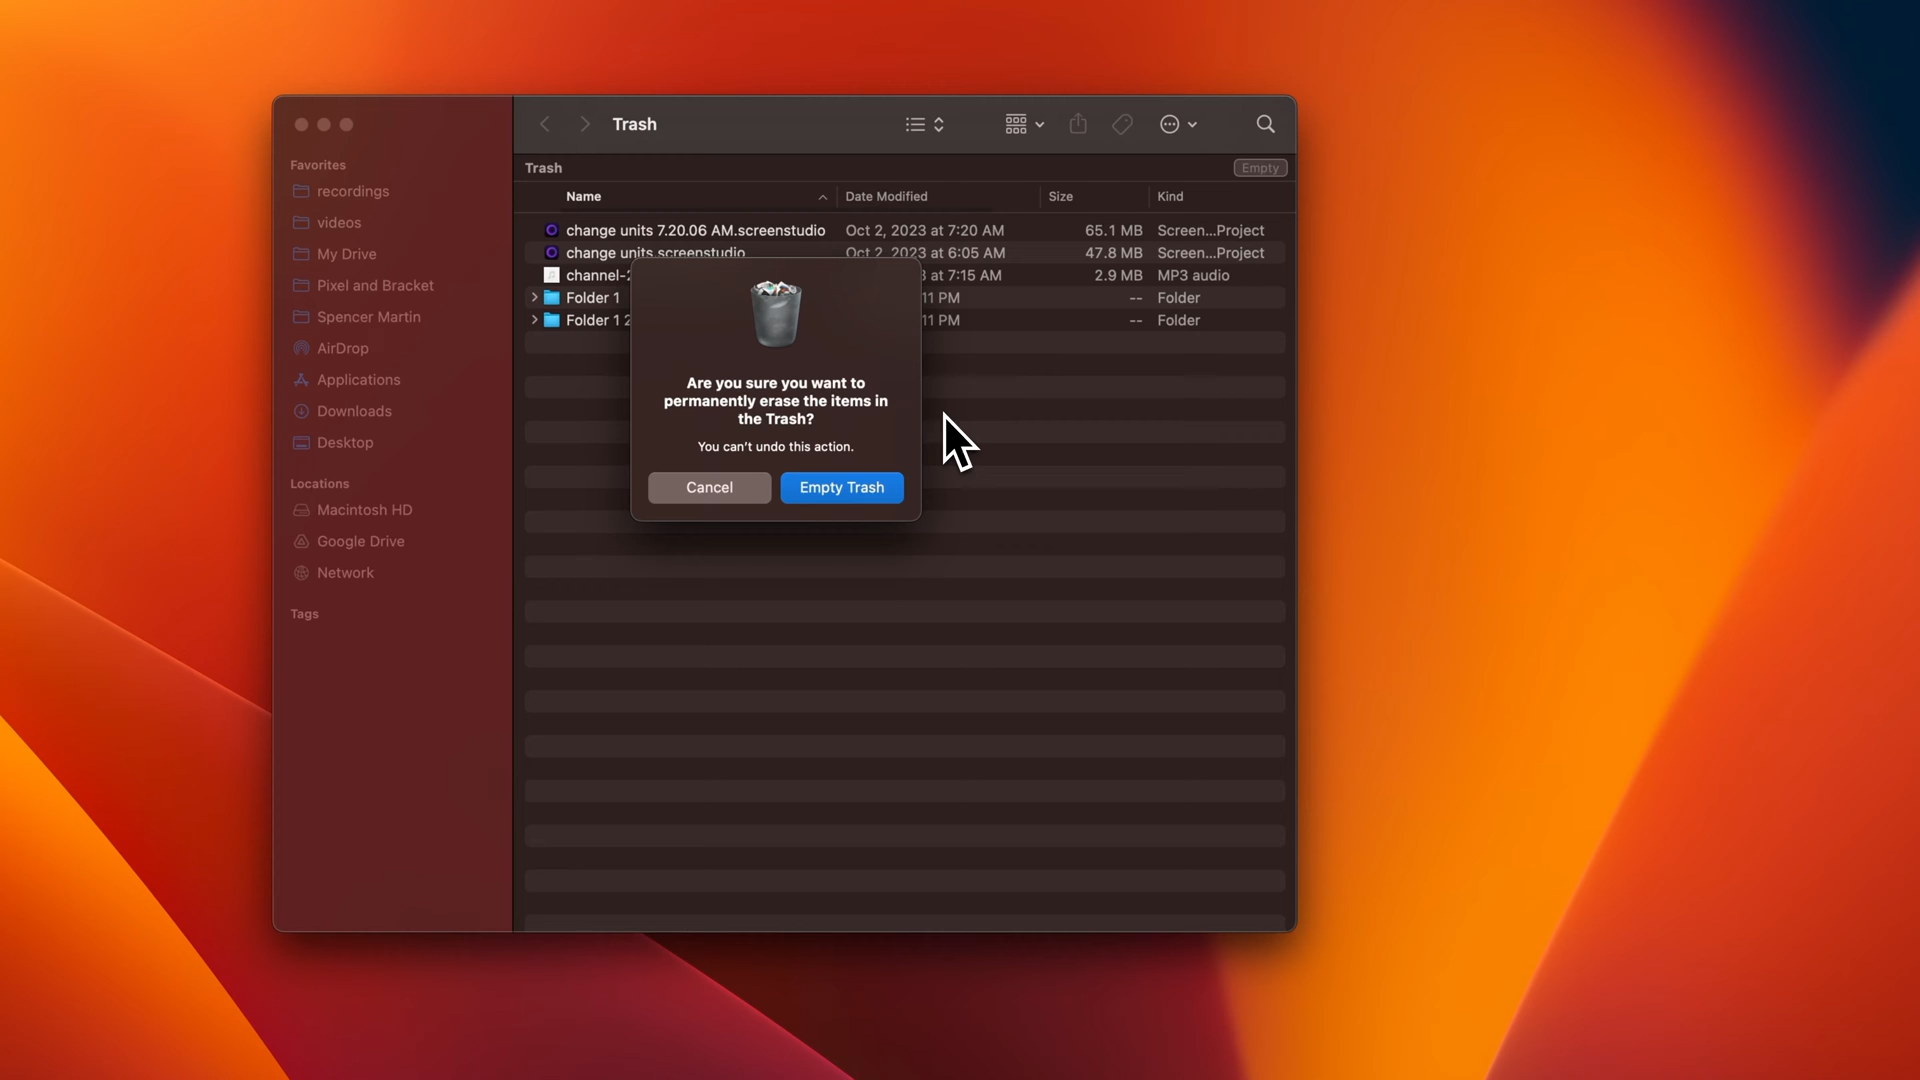 Trash
Favorites
recordings
videos
My Drive
Pixel and Bracket
Spencer Martin
AirDrop
Applications
Downloads
Desktop
Locations
Macintosh HD
Google Drive
Network
Tags
Trash Empty
Name Date Modified Size Kind
change units 7.20.06 AM.screenstudio Oct 2, 2023 at 7:20 AM 65.1 MB Screen...Project
change units.screenstudio Oct 2, 2023 at 6:05 AM 47.8 MB Screen...Project
channel- 3 at 7:15 AM 2.9 MB MP3 audio
Folder 1 11 PM -- Folder
Folder 1 2 11 PM -- Folder
Are you sure you want to
permanently erase the items in
the Trash?
You can't undo this action.
Cancel Empty Trash